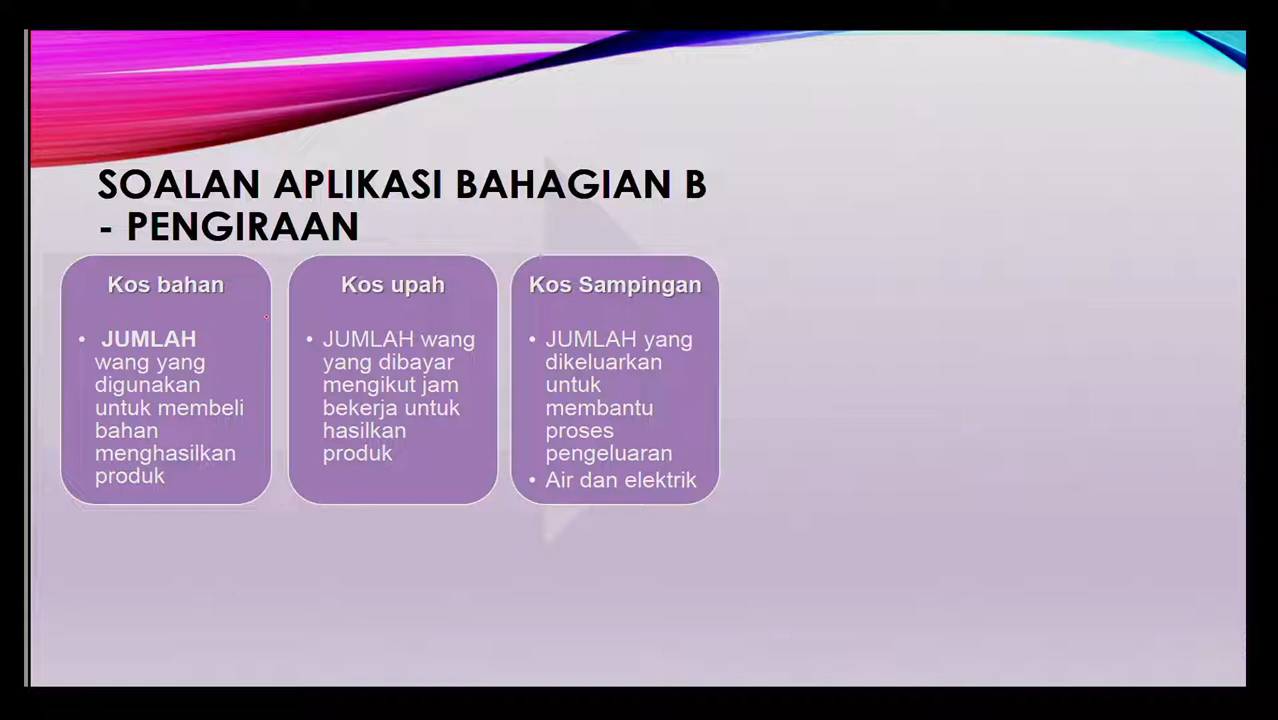 SOALAN APLIKASI BAHAGIAN B
- PENGIRAAN
Kos bahan
• JUMLAH
wang yang
digunakan
untuk membeli
bahan
menghasilkan
produk
Kos upah
• JUMLAH wang
yang dibayar
mengikut jam
bekerja untuk
hasilkan
produk
Kos Sampingan
• JUMLAH yang
dikeluarkan
untuk
membantu
proses
pengeluaran
• Air dan elektrik